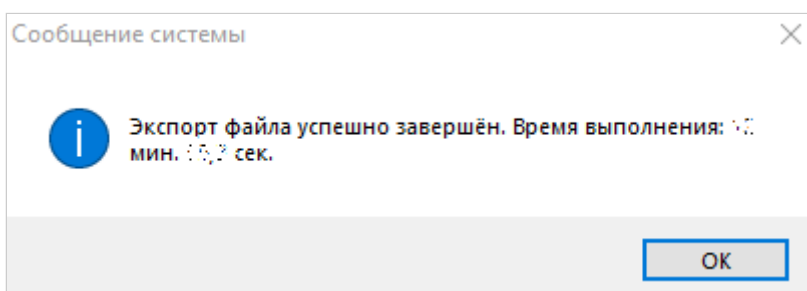 Сообщение системы
Экспорт файла успешно завершён. Время выполнения:
мин. сек.
OK